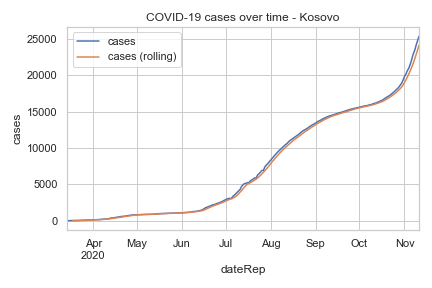 COVID-19 cases over time - Kosovo
cases
cases (rolling)
25000
20000
15000
10000
5000
0
cases
Apr
2020
May
Jun
Jul
Aug
Sep
Oct
Nov
dateRep